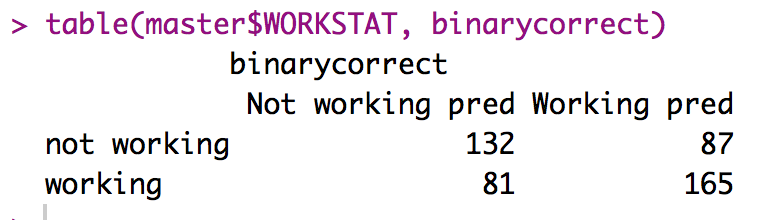 > table(master$WORKSTAT, binarycorrect)
binarycorrect
Not working pred Working pred
not working 132 87
working 81 165